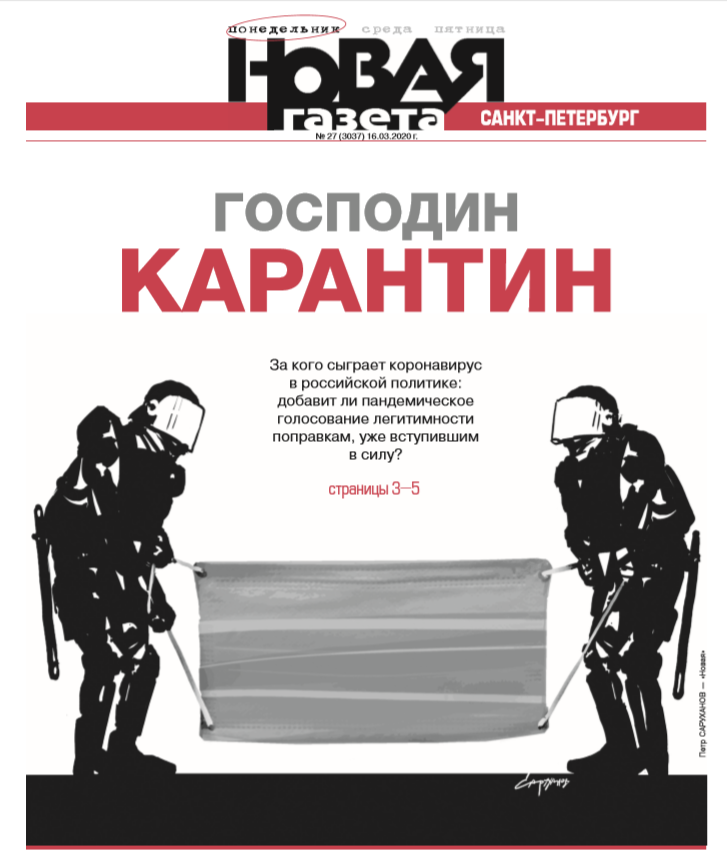 понедельник среда пятница
НОВАЯ
газета
САНКТ-ПЕТЕРБУРГ
№ 27 (3037) 16.03.2020 г.
ГОСПОДИН
КАРАНТИН
За кого сыграет коронавирус
в российской политике:
добавит ли пандемическое
голосование легитимности
поправкам, уже вступившим
в силу?
страницы 3—5
Петр САРУХАНОВ — «Новая»
Саруханов